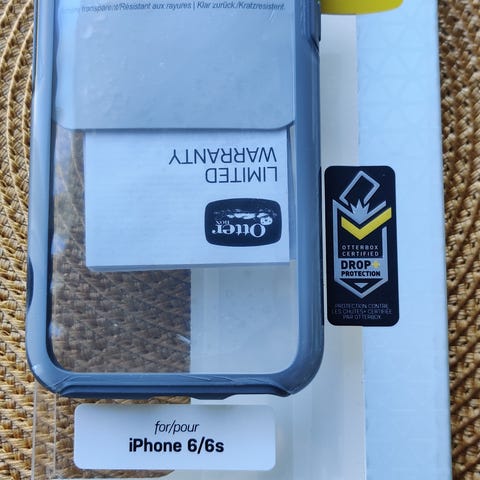 transparent/Résistant aux rayures | Klar zurück./Kratzresistent.
LIMITED
WARRANTY
Otter
BOX
OTTERBOX
CERTIFIED
DROP+
PROTECTION
PROTECTION CONTRE
LES CHUTES+ CERTIFIÉE
PAR OTTERBOX
for/pour
iPhone 6/6s